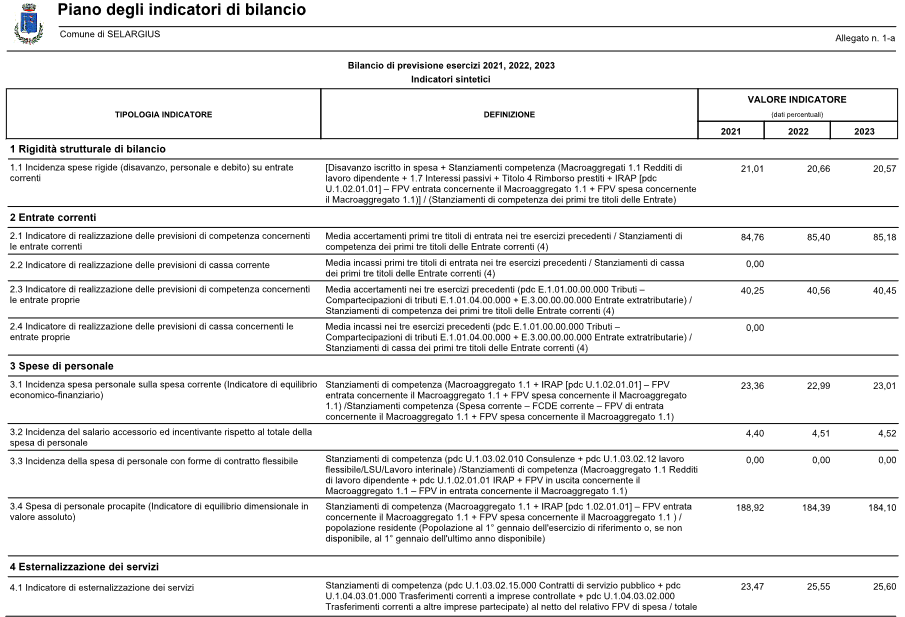 Piano degli indicatori di bilancio
Comune di SELARGIUS
Allegato n. 1-a
Bilancio di previsione esercizi 2021, 2022, 2023
Indicatori sintetici
TIPOLOGIA INDICATORE
DEFINIZIONE
VALORE INDICATORE
(dati percentuali)
2021 2022 2023
1 Rigidità strutturale di bilancio
1.1 Incidenza spese rigide (disavanzo, personale e debito) su entrate
correnti
[Disavanzo iscritto in spesa + Stanziamenti competenza (Macroaggregati 1.1 Redditi di
lavoro dipendente + 1.7 Interessi passivi + Titolo 4 Rimborso prestiti + IRAP [pdc
U.1.02.01.01] – FPV entrata concernente il Macroaggregato 1.1 + FPV spesa concernente
il Macroaggregato 1.1)] / (Stanziamenti di competenza dei primi tre titoli delle Entrate)
21,01 20,66 20,57
2 Entrate correnti
2.1 Indicatore di realizzazione delle previsioni di competenza concernenti
le entrate correnti
Media accertamenti primi tre titoli di entrata nei tre esercizi precedenti / Stanziamenti di
competenza dei primi tre titoli delle Entrate correnti (4)
84,76 85,40 85,18
2.2 Indicatore di realizzazione delle previsioni di cassa corrente
Media incassi primi tre titoli di entrata nei tre esercizi precedenti / Stanziamenti di cassa
dei primi tre titoli delle Entrate correnti (4)
0,00
2.3 Indicatore di realizzazione delle previsioni di competenza concernenti
le entrate proprie
Media accertamenti nei tre esercizi precedenti (pdc E.1.01.00.00.000 Tributi –
Compartecipazioni di tributi E.1.01.04.00.000 + E.3.00.00.00.000 Entrate extratributarie) /
Stanziamenti di competenza dei primi tre titoli delle Entrate correnti (4)
40,25 40,56 40,45
2.4 Indicatore di realizzazione delle previsioni di cassa concernenti le
entrate proprie
Media incassi nei tre esercizi precedenti (pdc E.1.01.00.00.000 Tributi –
Compartecipazioni di tributi E.1.01.04.00.000 + E.3.00.00.00.000 Entrate extratributarie) /
Stanziamenti di cassa dei primi tre titoli delle Entrate correnti (4)
0,00
3 Spese di personale
3.1 Incidenza spesa personale sulla spesa corrente (Indicatore di equilibrio
economico-finanziario)
Stanziamenti di competenza (Macroaggregato 1.1 + IRAP [pdc U.1.02.01.01] – FPV
entrata concernente il Macroaggregato 1.1 + FPV spesa concernente il Macroaggregato
1.1) /Stanziamenti competenza (Spesa corrente – FCDE corrente – FPV di entrata
concernente il Macroaggregato 1.1 + FPV spesa concernente il Macroaggregato 1.1)
23,36 22,99 23,01
3.2 Incidenza del salario accessorio ed incentivante rispetto al totale della
spesa di personale
4,40 4,51 4,52
3.3 Incidenza della spesa di personale con forme di contratto flessibile
Stanziamenti di competenza (pdc U.1.03.02.010 Consulenze + pdc U.1.03.02.12 lavoro
flessibile/LSU/Lavoro interinale) /Stanziamenti di competenza (Macroaggregato 1.1 Redditi
di lavoro dipendente + pdc U.1.02.01.01 IRAP + FPV in uscita concernente il
Macroaggregato 1.1 – FPV in entrata concernente il Macroaggregato 1.1)
0,00 0,00 0,00
3.4 Spesa di personale procapite (Indicatore di equilibrio dimensionale in
valore assoluto)
Stanziamenti di competenza (Macroaggregato 1.1 + IRAP [pdc 1.02.01.01] – FPV entrata
concernente il Macroaggregato 1.1 + FPV spesa concernente il Macroaggregato 1.1 ) /
popolazione residente (Popolazione al 1° gennaio dell'esercizio di riferimento o, se non
disponibile, al 1° gennaio dell'ultimo anno disponibile)
188,92 184,39 184,10
4 Esternalizzazione dei servizi
4.1 Indicatore di esternalizzazione dei servizi
Stanziamenti di competenza (pdc U.1.03.02.15.000 Contratti di servizio pubblico + pdc
U.1.04.03.01.000 Trasferimenti correnti a imprese controllate + pdc U.1.04.03.02.000
Trasferimenti correnti a altre imprese partecipate) al netto del relativo FPV di spesa / totale
23,47 25,55 25,60